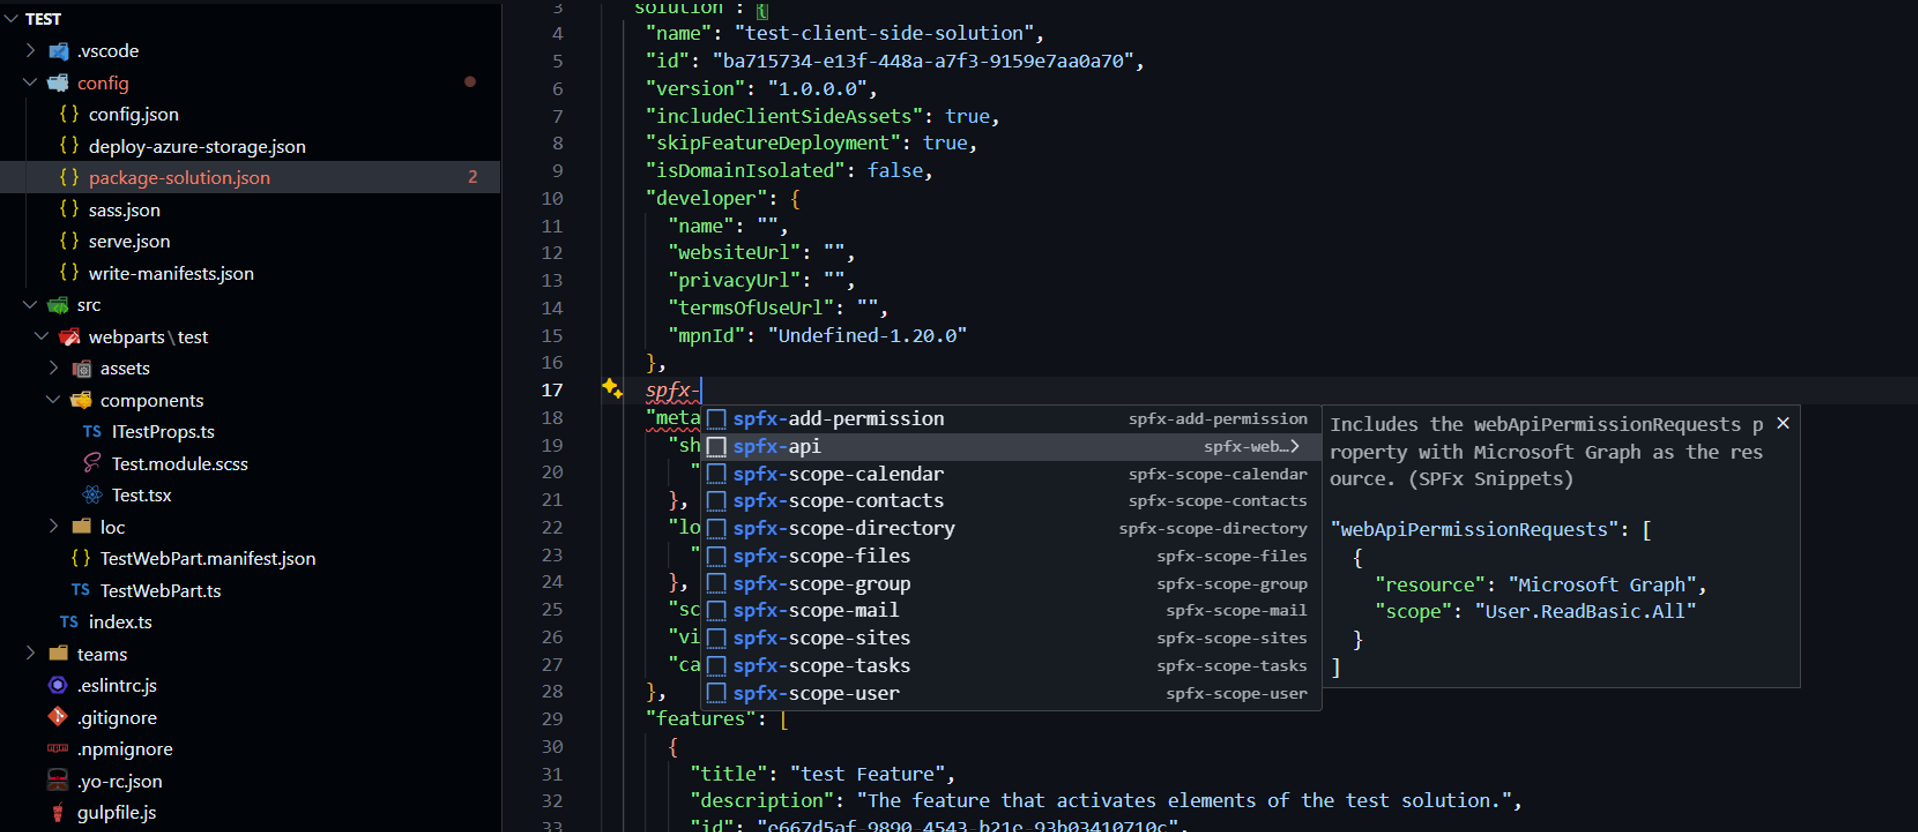 TEST
.vscode
config
config.json
deploy-azure-storage.json
package-solution.json 2
sass.json
serve.json
write-manifests.json
src
webparts\test
assets
components
TS ITestProps.ts
Test.module.scss
Test.tsx
loc
TestWebPart.manifest.json
TS TestWebPart.ts
TS index.ts
teams
.eslintrc.js
.gitignore
.npmignore
.yo-rc.json
gulpfile.js
3 "solution": {
4 "name": "test-client-side-solution",
5 "id": "ba715734-e13f-448a-a7f3-9159e7aa0a70",
6 "version": "1.0.0.0",
7 "includeClientSideAssets": true,
8 "skipFeatureDeployment": true,
9 "isDomainIsolated": false,
10 "developer": {
11 "name": "",
12 "websiteUrl": "",
13 "privacyUrl": "",
14 "termsOfUseUrl": "",
15 "mpnId": "Undefined-1.20.0"
16 },
17 spfx-
18 "meta
19 "sh
20 "
21 },
22 "lo
23 "
24 },
25 "sc
26 "vi
27 "ca
28 },
29 "features": [
30 {
31 "title": "test Feature",
32 "description": "The feature that activates elements of the test solution.",
33 "id": "e667d5af-9890-4543-b21e-93b03410710c",
spfx-add-permission spfx-add-permission
spfx-api spfx-web…>
spfx-scope-calendar spfx-scope-calendar
spfx-scope-contacts spfx-scope-contacts
spfx-scope-directory spfx-scope-directory
spfx-scope-files spfx-scope-files
spfx-scope-group spfx-scope-group
spfx-scope-mail spfx-scope-mail
spfx-scope-sites spfx-scope-sites
spfx-scope-tasks spfx-scope-tasks
spfx-scope-user spfx-scope-user
Includes the webApiPermissionRequests p
roperty with Microsoft Graph as the res
ource. (SPFx Snippets)
"webApiPermissionRequests": [
{
"resource": "Microsoft Graph",
"scope": "User.ReadBasic.All"
}
]